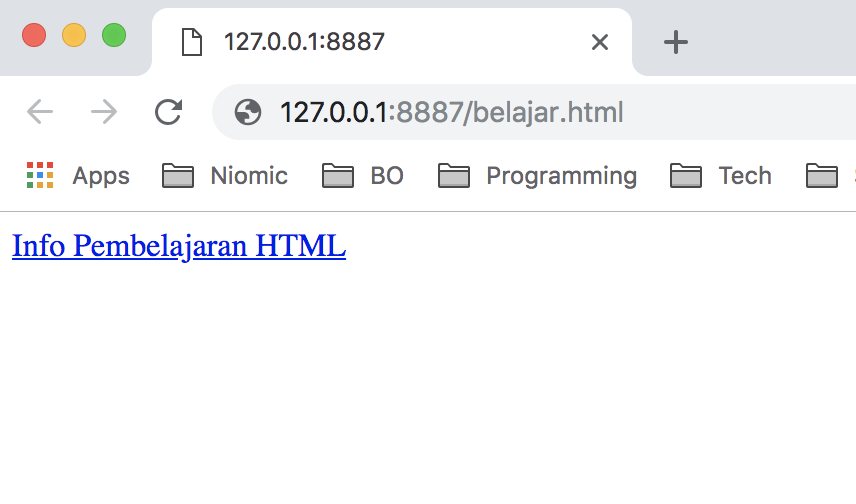 127.0.0.1:8887
127.0.0.1:8887/belajar.html
Apps Niomic BO Programming Tech
Info Pembelajaran HTML